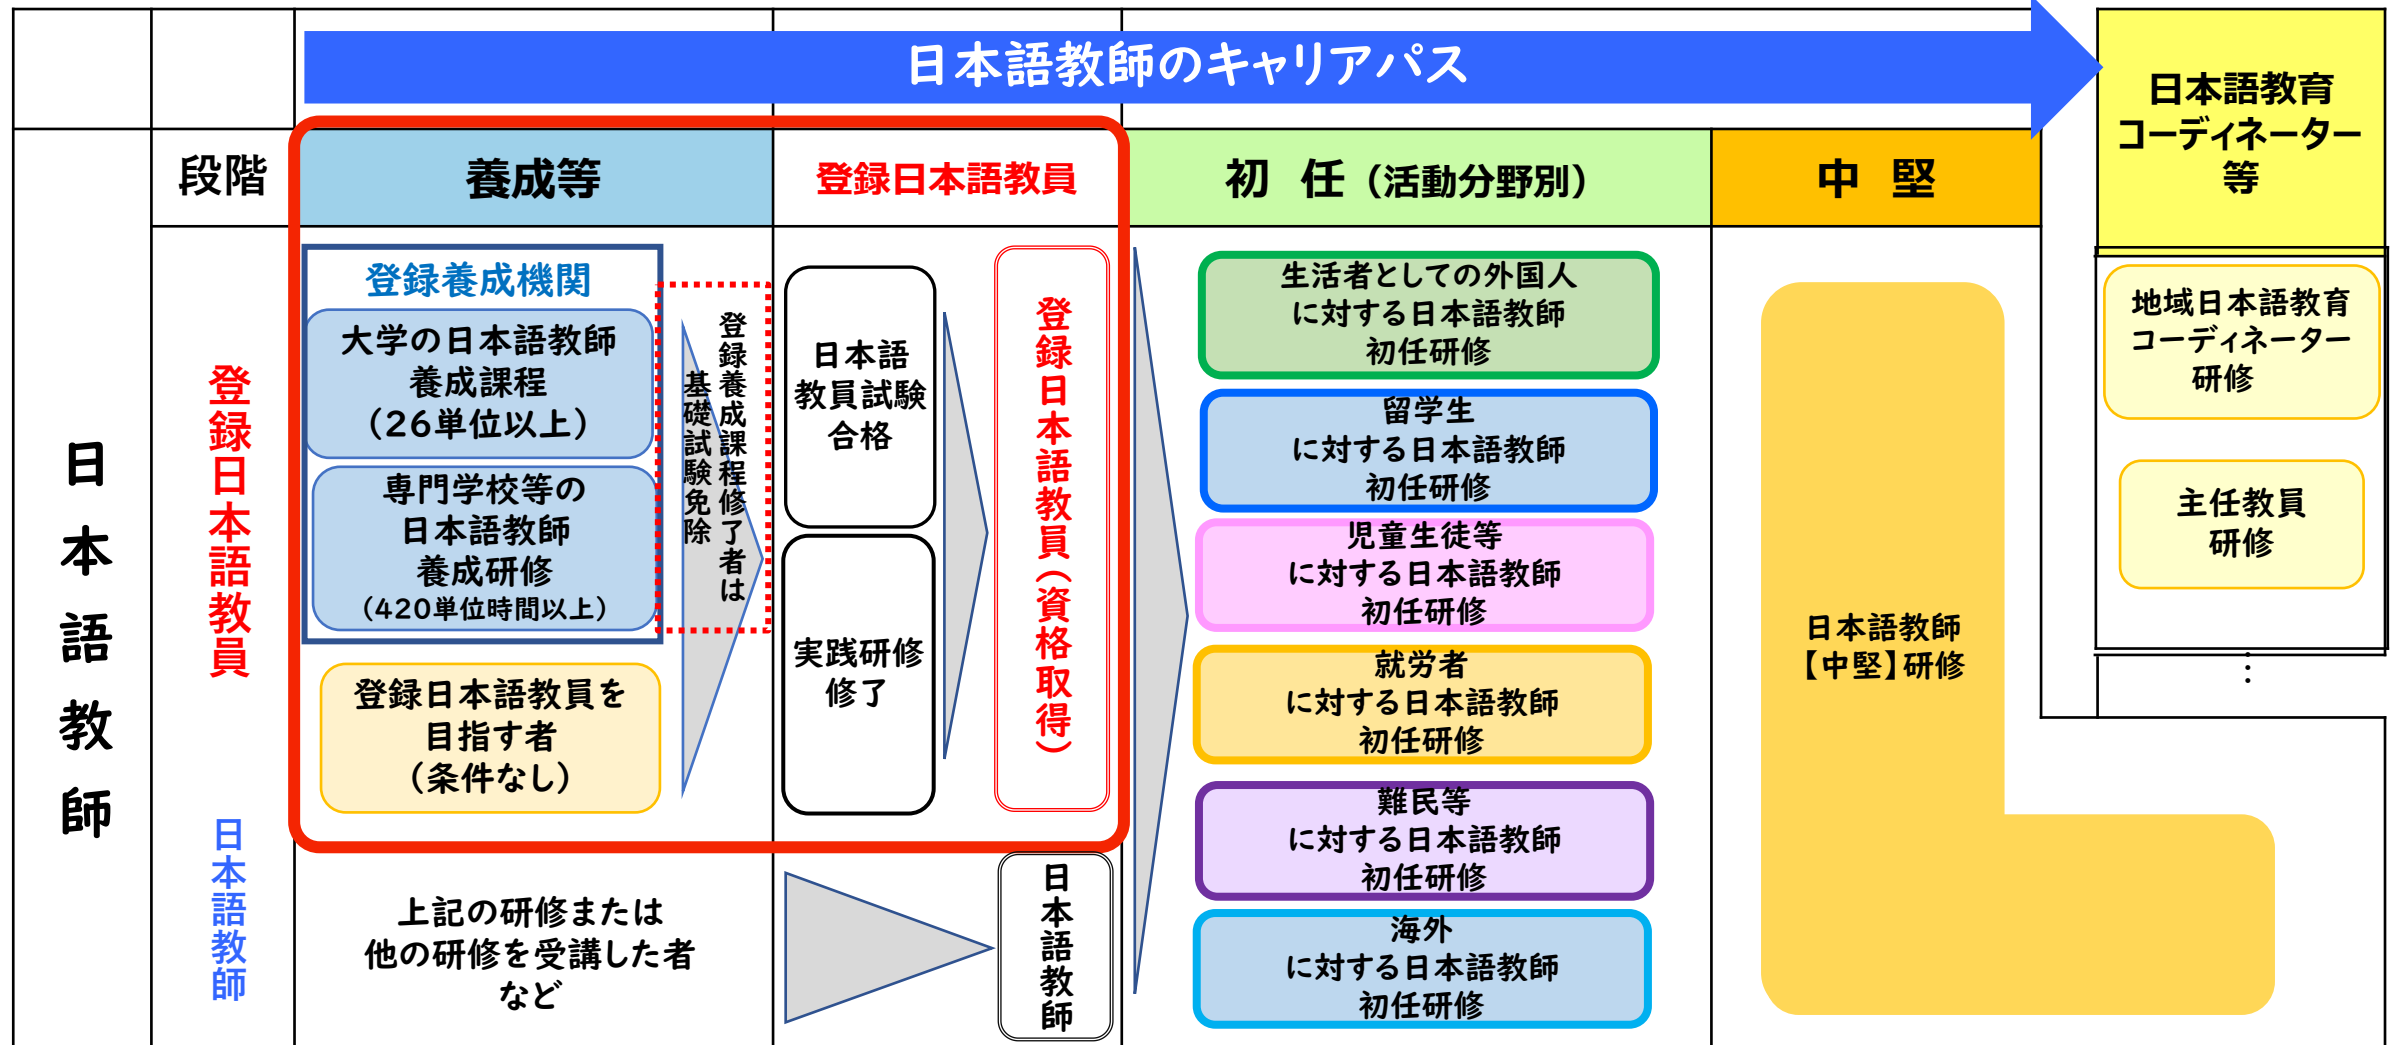 日本語教師のキャリアパス
日本語教育
コーディネーター
等
段階
養成等
登録日本語教員
初　任（活動分野別）
中　堅
日本語教師
登録日本語教員
日本語教師
登録養成機関
大学の日本語教師
養成課程
（26単位以上）
専門学校等の
日本語教師
養成研修
（420単位時間以上）
登録日本語教員を
目指す者
（条件なし）
登録養成課程修了者は
基礎試験免除
日本語
教員試験
合格
実践研修
修了
登録日本語教員（資格取得）
上記の研修または
他の研修を受講した者
など
日本語教師
生活者としての外国人
に対する日本語教師
初任研修
留学生
に対する日本語教師
初任研修
児童生徒等
に対する日本語教師
初任研修
就労者
に対する日本語教師
初任研修
難民等
に対する日本語教師
初任研修
海外
に対する日本語教師
初任研修
日本語教師
【中堅】研修
地域日本語教育
コーディネーター
研修
主任教員
研修
⋮